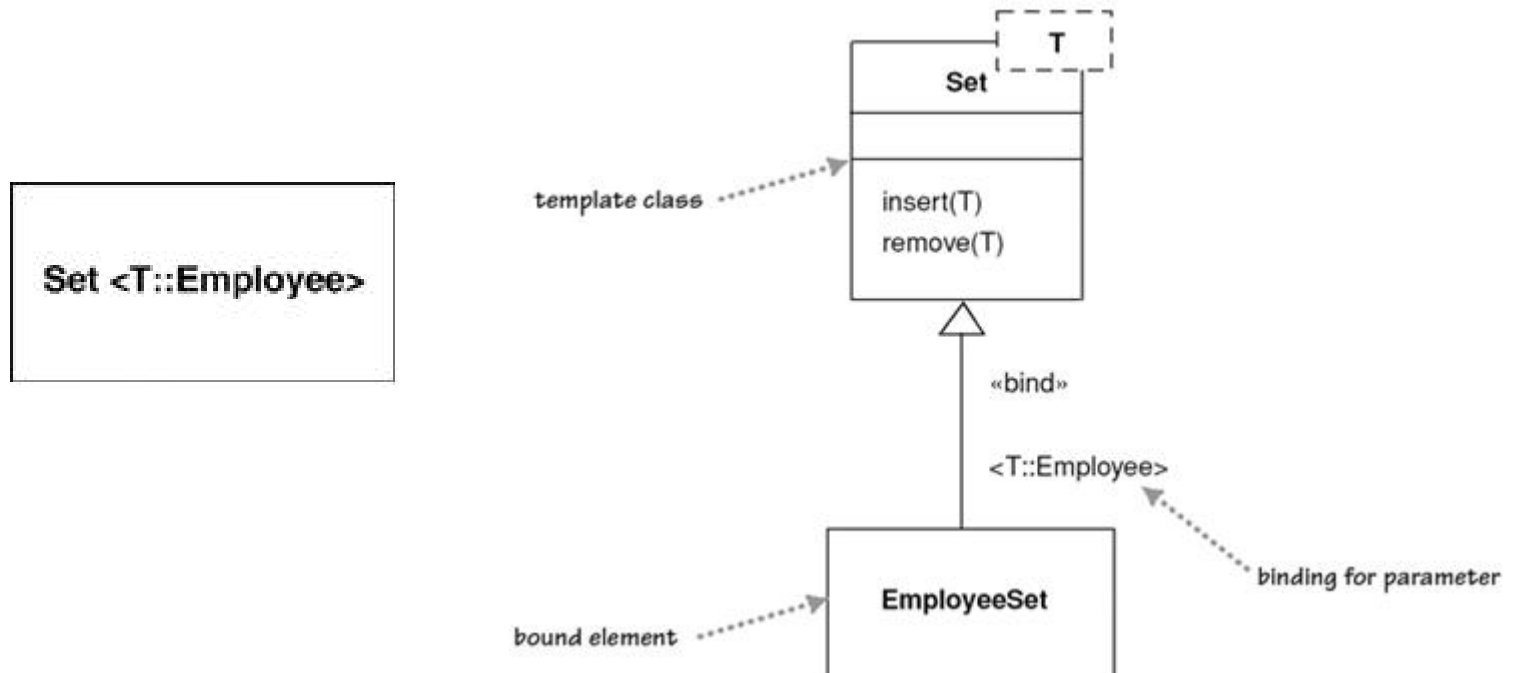 T
Set
template class
insert(T)
remove(T)
Set <T::Employee>
«bind»
<T::Employee>
binding for parameter
EmployeeSet
bound element